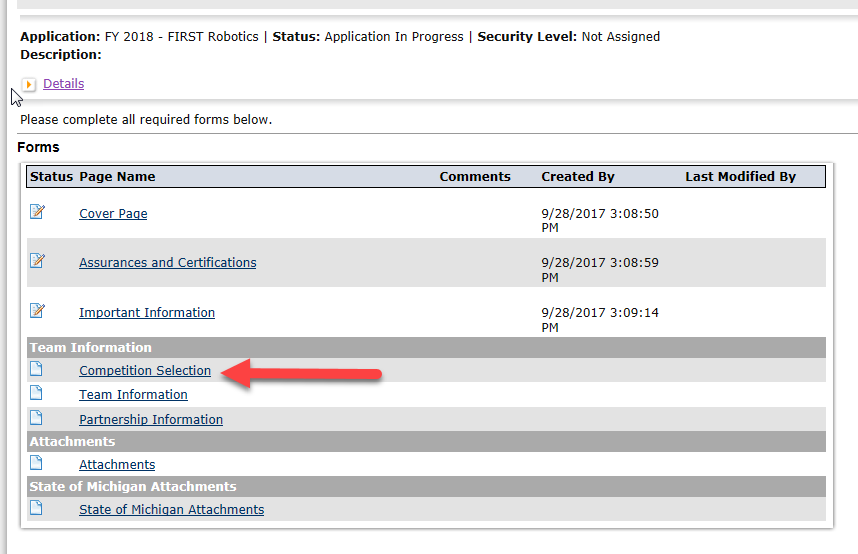 Application: FY 2018 - FIRST Robotics | Status: Application In Progress | Security Level: Not Assigned
Description:
Details
Please complete all required forms below.
Forms
Status Page Name Comments Created By Last Modified By
Cover Page 9/28/2017 3:08:50
PM
Assurances and Certifications 9/28/2017 3:08:59
PM
Important Information 9/28/2017 3:09:14
PM
Team Information
Competition Selection
Team Information
Partnership Information
Attachments
Attachments
State of Michigan Attachments
State of Michigan Attachments